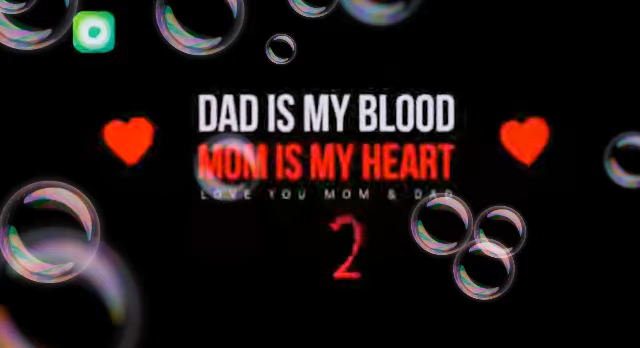 DAD IS MY BLOOD
MOM IS MY HEART
LOVE YOU MOM & DAD
2